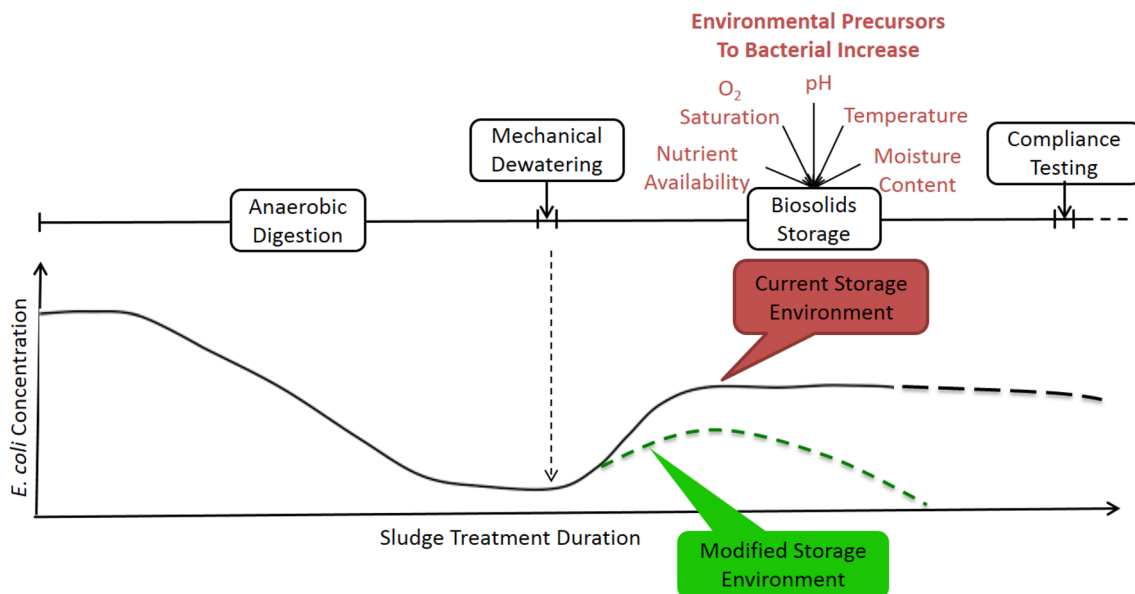 Environmental Precursors
To Bacterial Increase
O2
Saturation
pH
Temperature
Nutrient
Availability
Moisture
Content
Mechanical
Dewatering
Compliance
Testing
Anaerobic
Digestion
Biosolids
Storage
Current Storage
Environment
E. coli Concentration
Sludge Treatment Duration
Modified Storage
Environment